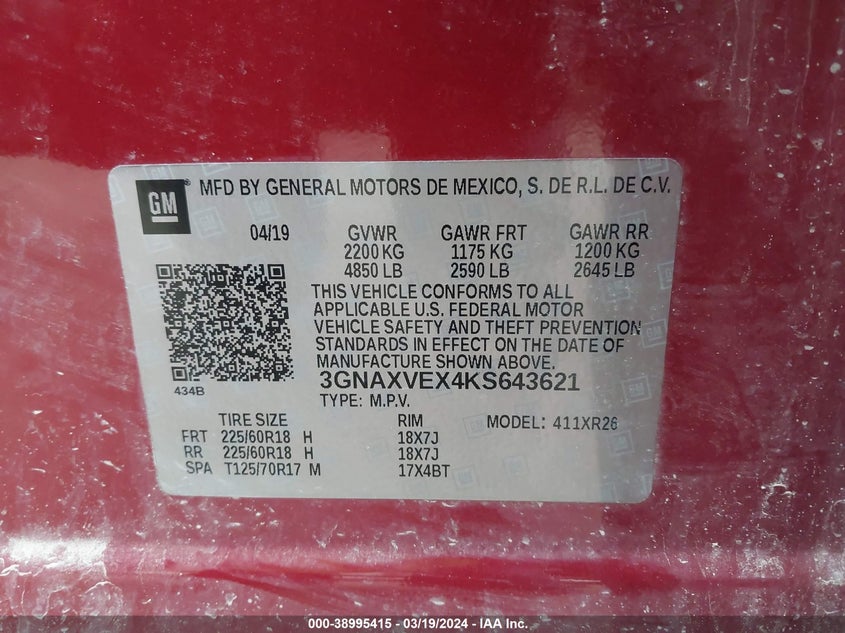 GM ® MFD BY GENERAL MOTORS DE MEXICO, S. DE R.L. DE C.V.
04/19 GVWR GAWR FRT GAWR RR
2200 KG 1175 KG 1200 KG
4850 LB 2590 LB 2645 LB
THIS VEHICLE CONFORMS TO ALL
APPLICABLE U.S. FEDERAL MOTOR
VEHICLE SAFETY AND THEFT PREVENTION
STANDARDS IN EFFECT ON THE DATE OF
MANUFACTURE SHOWN ABOVE.
434B 3GNAXVEX4KS643621
TYPE: M.P.V.
TIRE SIZE RIM MODEL: 411XR26
FRT 225/60R18 H 18X7J
RR 225/60R18 H 18X7J
SPA T125/70R17 M 17X4BT
000-38995415 - 03/19/2024 - IAA Inc.